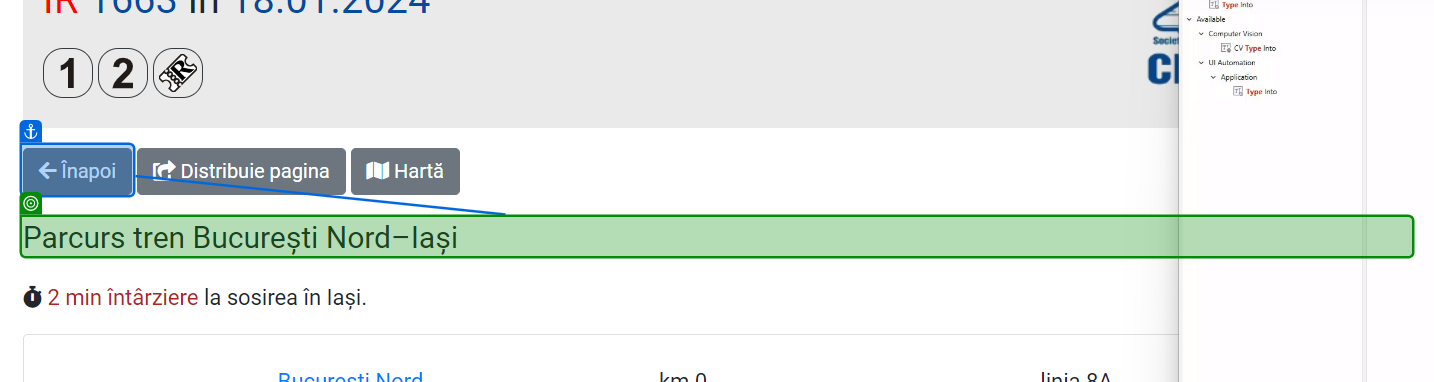 IR 1663 în 18.01.2024
1 2 R
Societ
CF
Înapoi
Distribuie pagina
Hartă
Parcurs tren București Nord–Iași
2 min întârziere la sosirea în Iași.
București Nord
km 0
linia 8A
Type Into
Available
Computer Vision
CV Type Into
UI Automation
Application
Type Into